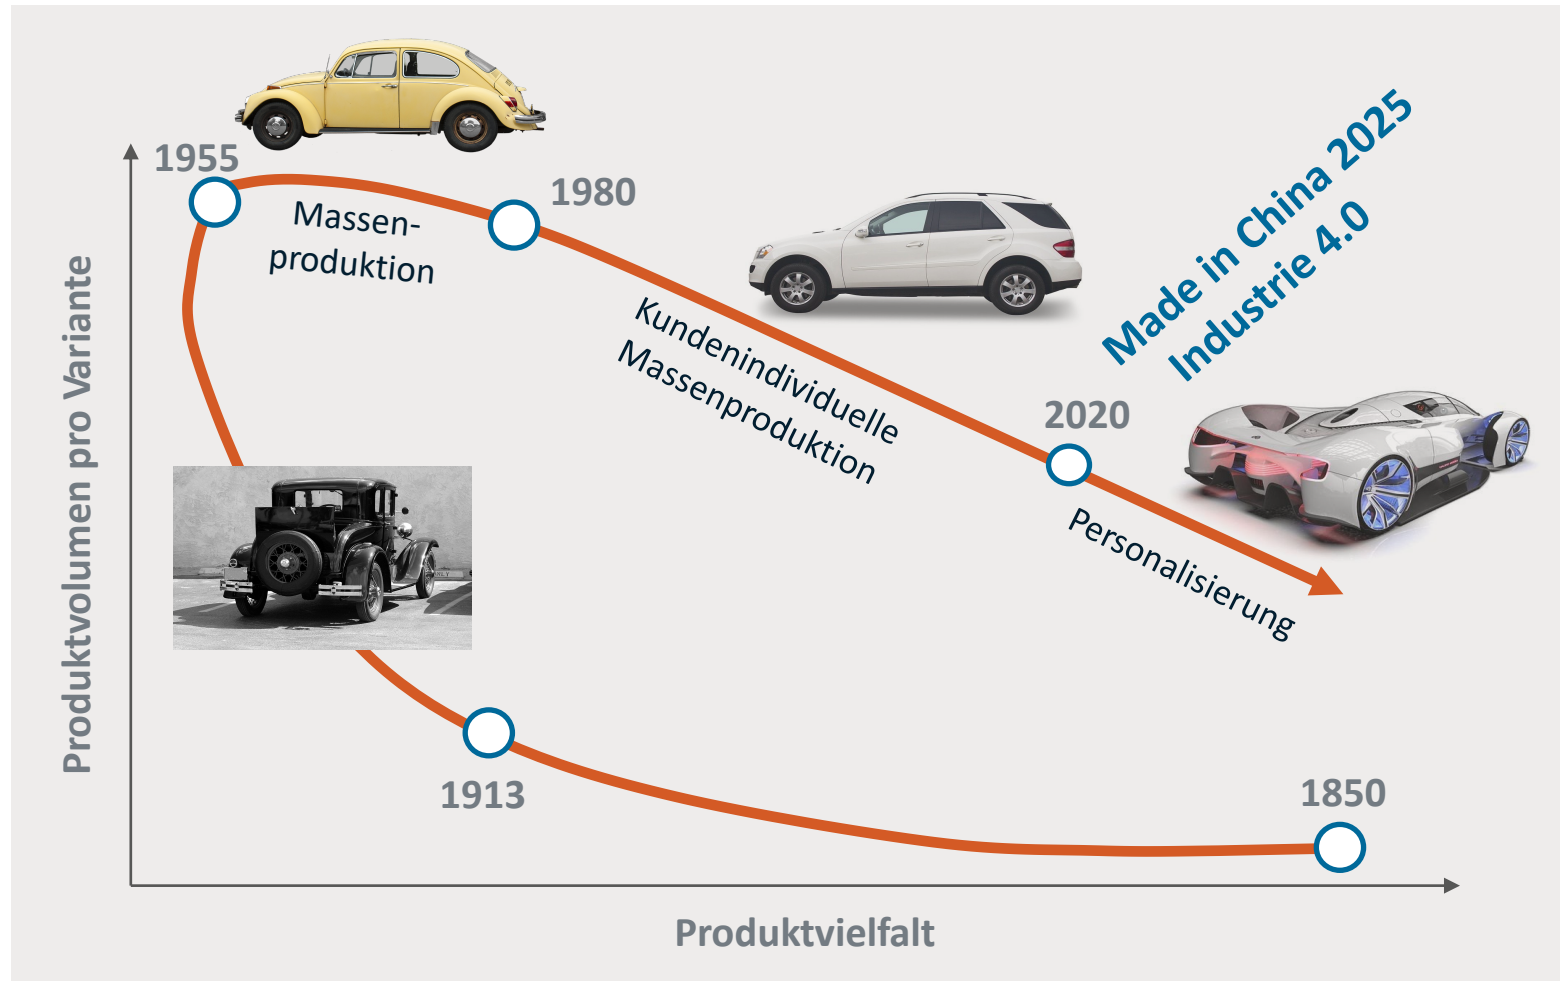 1955
1980
Massen-
produktion
Made in China 2025
Industrie 4.0
Kundenindividuelle
Massenproduktion
2020
Personalisierung
Produktvolumen pro Variante
1913
1850
Produktvielfalt